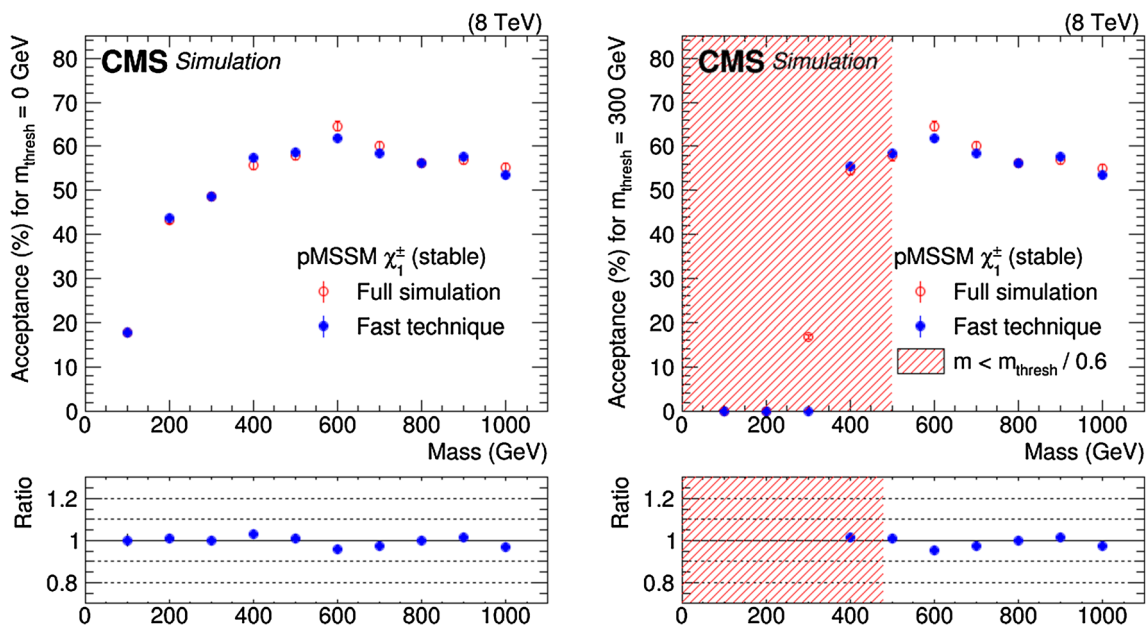 (8 TeV)
CMS Simulation
Acceptance (%) for m_thresh = 0 GeV
80
70
60
50
40
30
20
10
0
pMSSM χ₁± (stable)
Full simulation
Fast technique
0 200 400 600 800 1000
Mass (GeV)
Ratio
1.2
1
0.8
0 200 400 600 800 1000
(8 TeV)
CMS Simulation
Acceptance (%) for m_thresh = 300 GeV
80
70
60
50
40
30
20
10
0
pMSSM χ₁± (stable)
Full simulation
Fast technique
m < m_thresh / 0.6
0 200 400 600 800 1000
Mass (GeV)
Ratio
1.2
1
0.8
0 200 400 600 800 1000